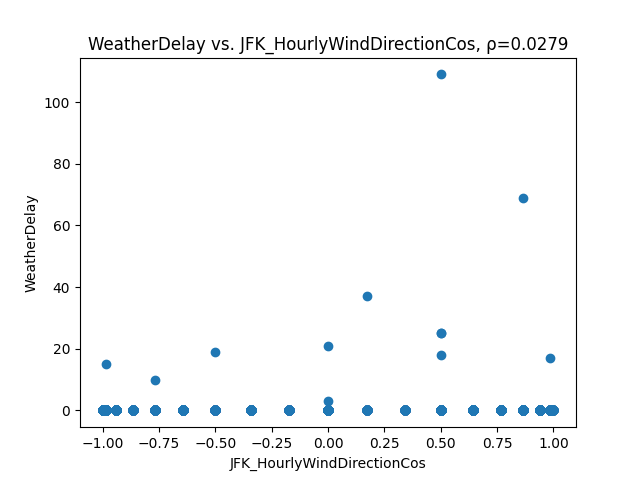 WeatherDelay vs. JFK_HourlyWindDirectionCos, ρ=0.0279
WeatherDelay
100
80
60
40
20
0
−1.00 −0.75 −0.50 −0.25 0.00 0.25 0.50 0.75 1.00
JFK_HourlyWindDirectionCos